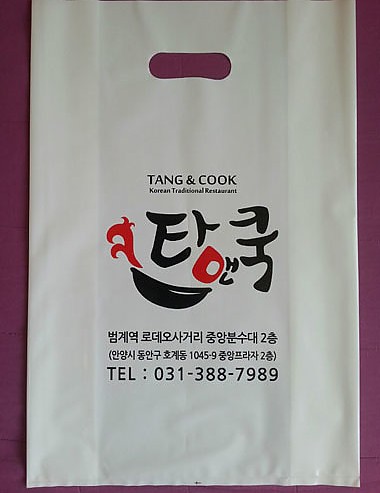 TANG & COOK
Korean Traditional Restaurant
탕앤쿡
범계역 로데오사거리 중앙분수대 2층
(안양시 동안구 호계동 1045-9 중앙프라자 2층)
TEL : 031-388-7989